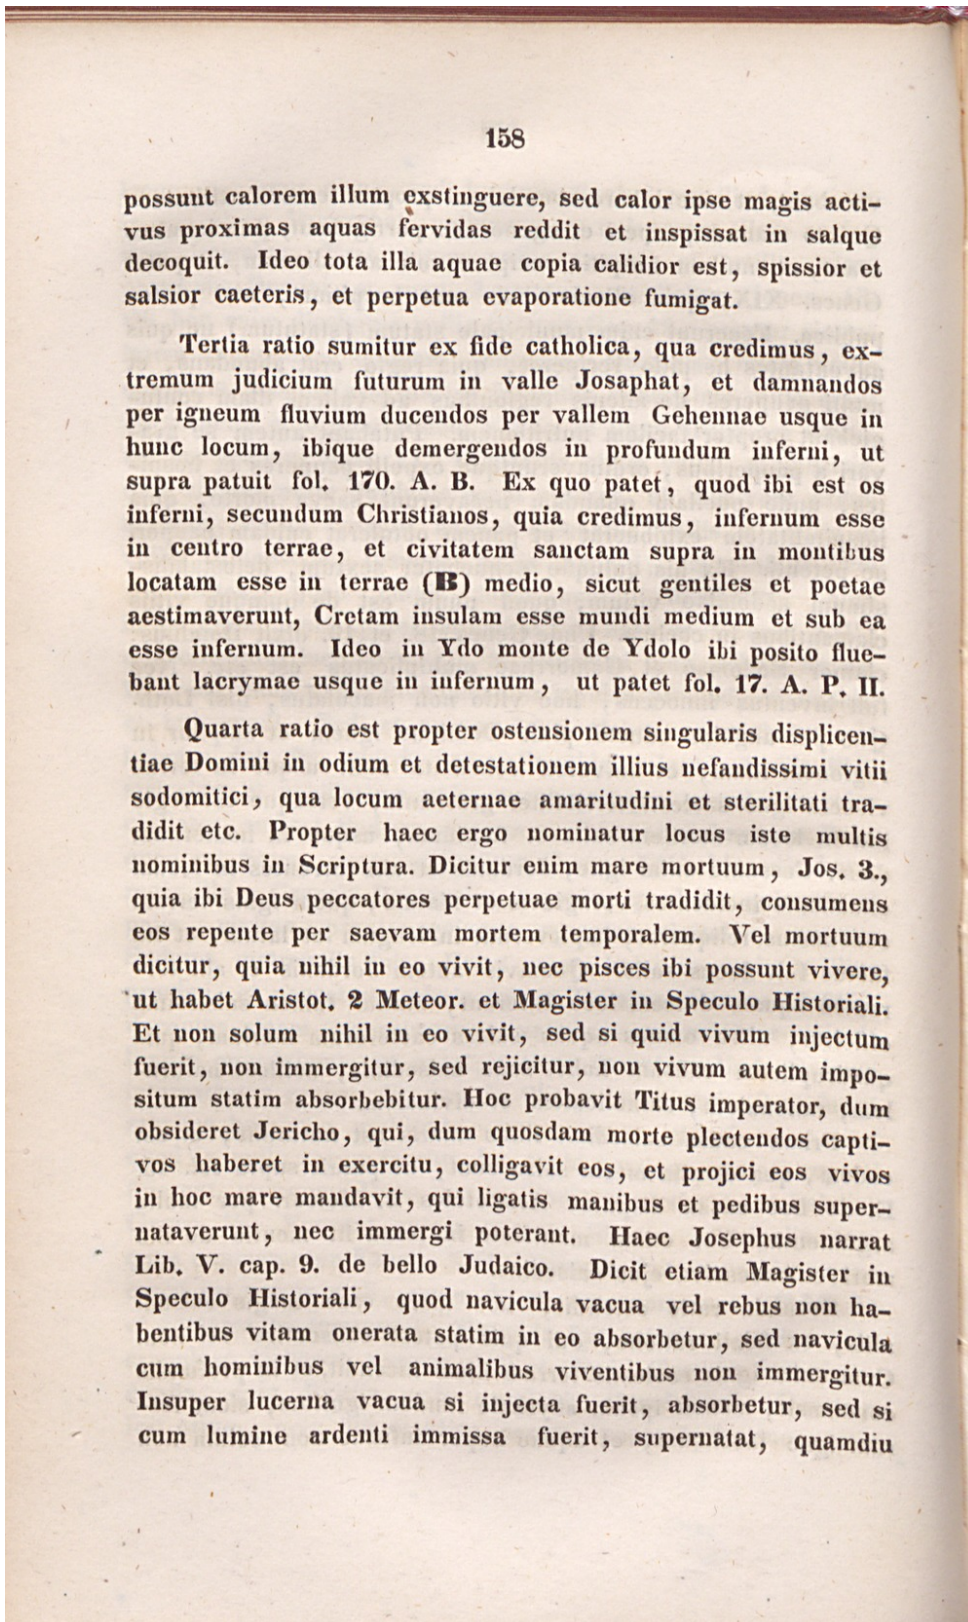 158
possunt calorem illum exstinguere, sed calor ipse magis acti-
vus proximas aquas fervidas reddit et inspissat in salque
decoquit. Ideo tota illa aquae copia calidior est, spissior et
salsior caeteris, et perpetua evaporatione fumigat.
Tertia ratio sumitur ex fide catholica, qua credimus, ex-
tremum judicium futurum in valle Josaphat, et damnandos
per igneum fluvium ducendos per vallem Gehennae usque in
hunc locum, ibique demergendos in profundum inferni, ut
supra patuit fol. 170. A. B. Ex quo patet, quod ibi est os
inferni, secundum Christianos, quia credimus, infernum esse
in centro terrae, et civitatem sanctam supra in montibus
locatam esse in terrae (B) medio, sicut gentiles et poetae
aestimaverunt, Cretam insulam esse mundi medium et sub ea
esse infernum. Ideo in Ydo monte de Ydolo ibi posito flue-
bant lacrymae usque in infernum, ut patet fol. 17. A. P. II.
Quarta ratio est propter ostensionem singularis displicen-
tiae Domini in odium et detestationem illius nefandissimi vitii
sodomitici, qua locum aeternae amaritudini et sterilitati tra-
didit etc. Propter haec ergo nominatur locus iste multis
nominibus in Scriptura. Dicitur enim mare mortuum, Jos. 3.,
quia ibi Deus peccatores perpetuae morti tradidit, consumens
eos repente per saevam mortem temporalem. Vel mortuum
dicitur, quia nihil in eo vivit, nec pisces ibi possunt vivere,
ut habet Aristot. 2 Meteor. et Magister in Speculo Historiali.
Et non solum nihil in eo vivit, sed si quid vivum injectum
fuerit, non immergitur, sed rejicitur, non vivum autem impo-
situm statim absorbebitur. Hoc probavit Titus imperator, dum
obsideret Jericho, qui, dum quosdam morte plectendos capti-
vos haberet in exercitu, colligavit eos, et projici eos vivos
in hoc mare mandavit, qui ligatis manibus et pedibus super-
nataverunt, nec immergi poterant. Haec Josephus narrat
Lib. V. cap. 9. de bello Judaico. Dicit etiam Magister in
Speculo Historiali, quod navicula vacua vel rebus non ha-
bentibus vitam onerata statim in eo absorbetur, sed navicula
cum hominibus vel animalibus viventibus non immergitur.
Insuper lucerna vacua si injecta fuerit, absorbetur, sed si
cum lumine ardenti immissa fuerit, supernatat, quamdiu